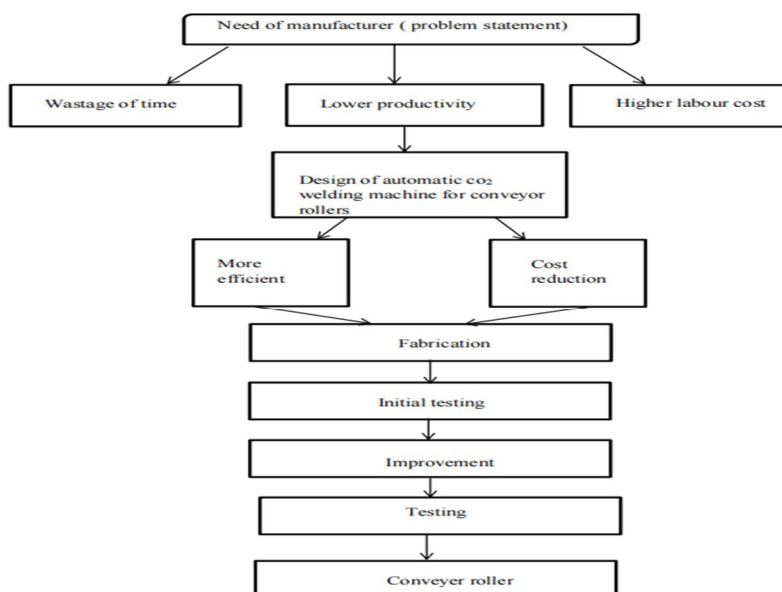 Need of manufacturer ( problem statement)
Wastage of time
Lower productivity
Higher labour cost
Design of automatic co₂
welding machine for conveyor
rollers
More
efficient
Cost
reduction
Fabrication
Initial testing
Improvement
Testing
Conveyer roller